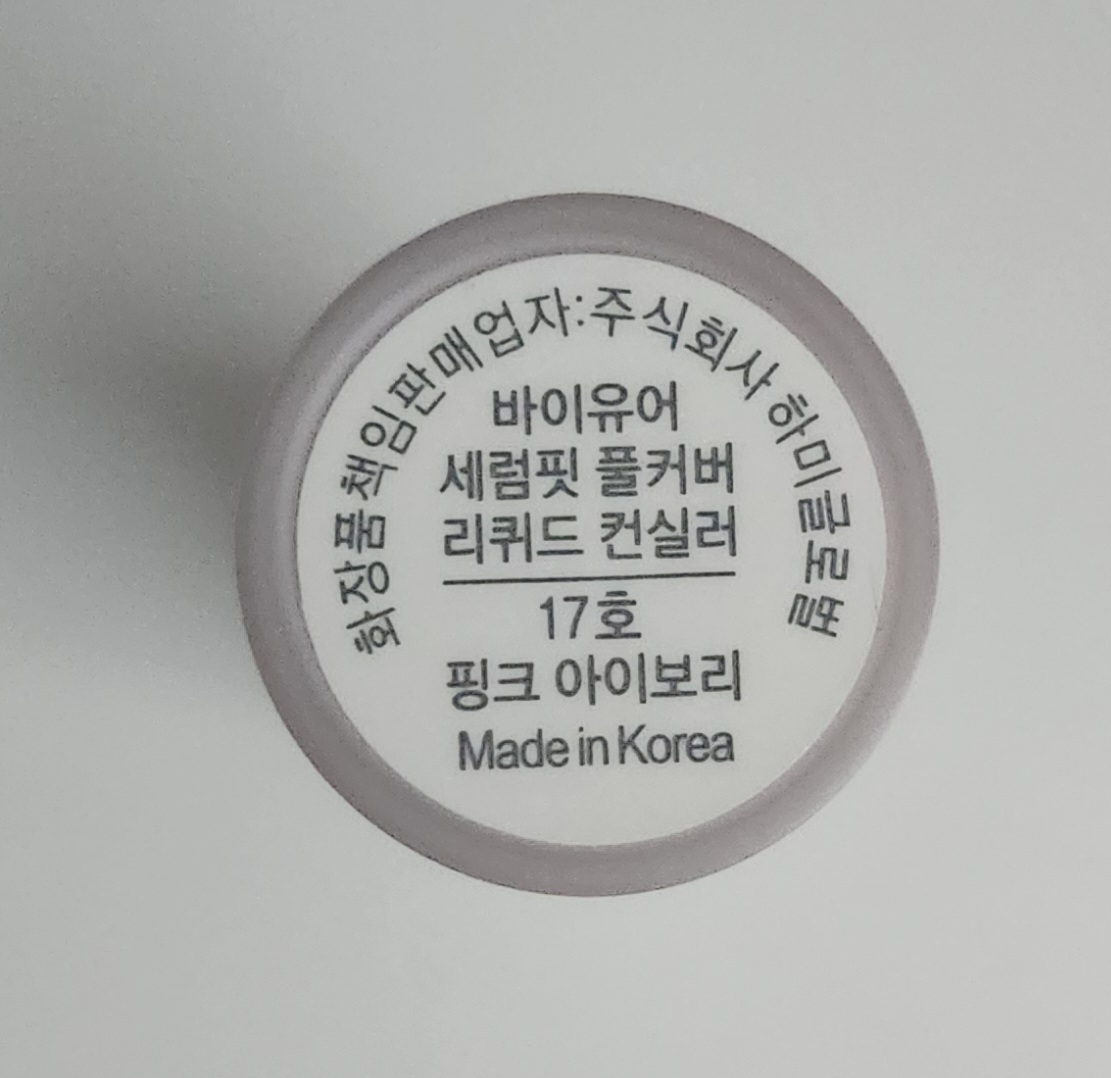 화장품책임판매업자:주식회사 하미글로벌
바이유어
세럼핏 풀커버
리퀴드 컨실러
17호
핑크 아이보리
Made in Korea